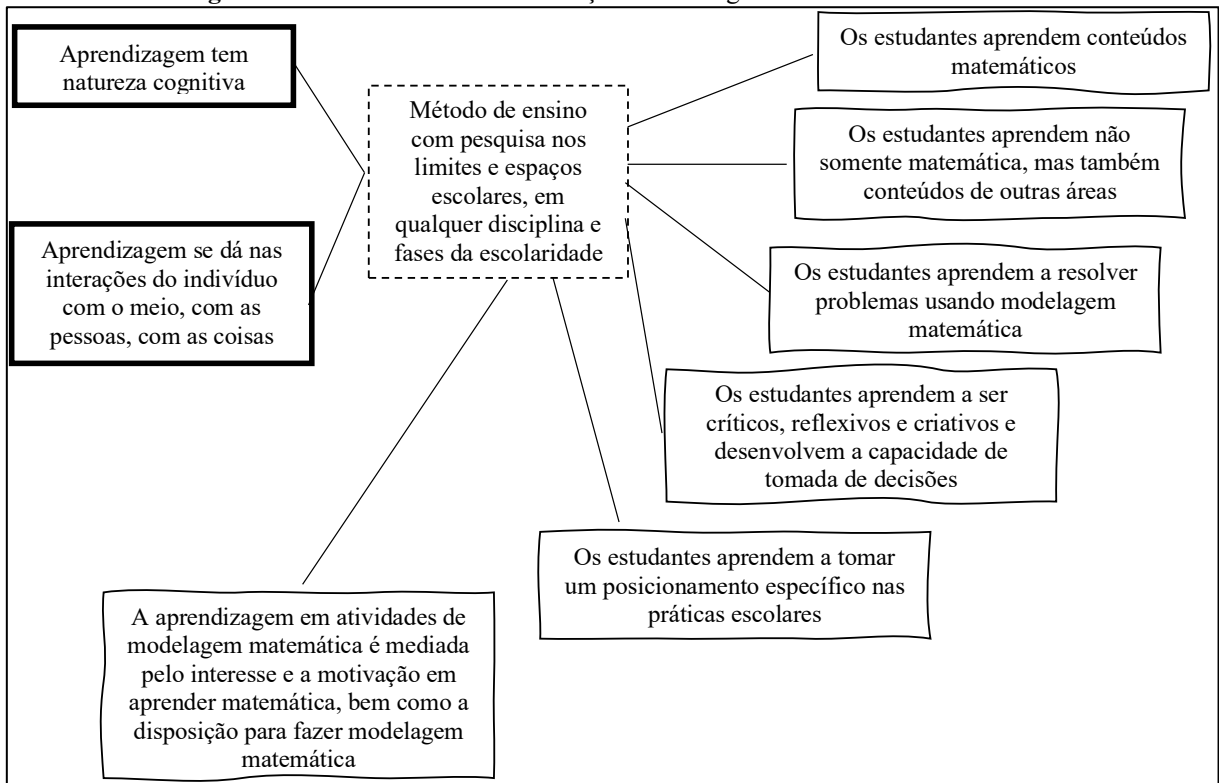 Aprendizagem tem
natureza cognitiva
Aprendizagem se dá nas
interações do indivíduo
com o meio, com as
pessoas, com as coisas
Método de ensino
com pesquisa nos
limites e espaços
escolares, em
qualquer disciplina e
fases da escolaridade
Os estudantes aprendem conteúdos
matemáticos
Os estudantes aprendem não
somente matemática, mas também
conteúdos de outras áreas
Os estudantes aprendem a resolver
problemas usando modelagem
matemática
Os estudantes aprendem a ser
críticos, reflexivos e criativos e
desenvolvem a capacidade de
tomada de decisões
Os estudantes aprendem a tomar
um posicionamento específico nas
práticas escolares
A aprendizagem em atividades de
modelagem matemática é mediada
pelo interesse e a motivação em
aprender matemática, bem como a
disposição para fazer modelagem
matemática